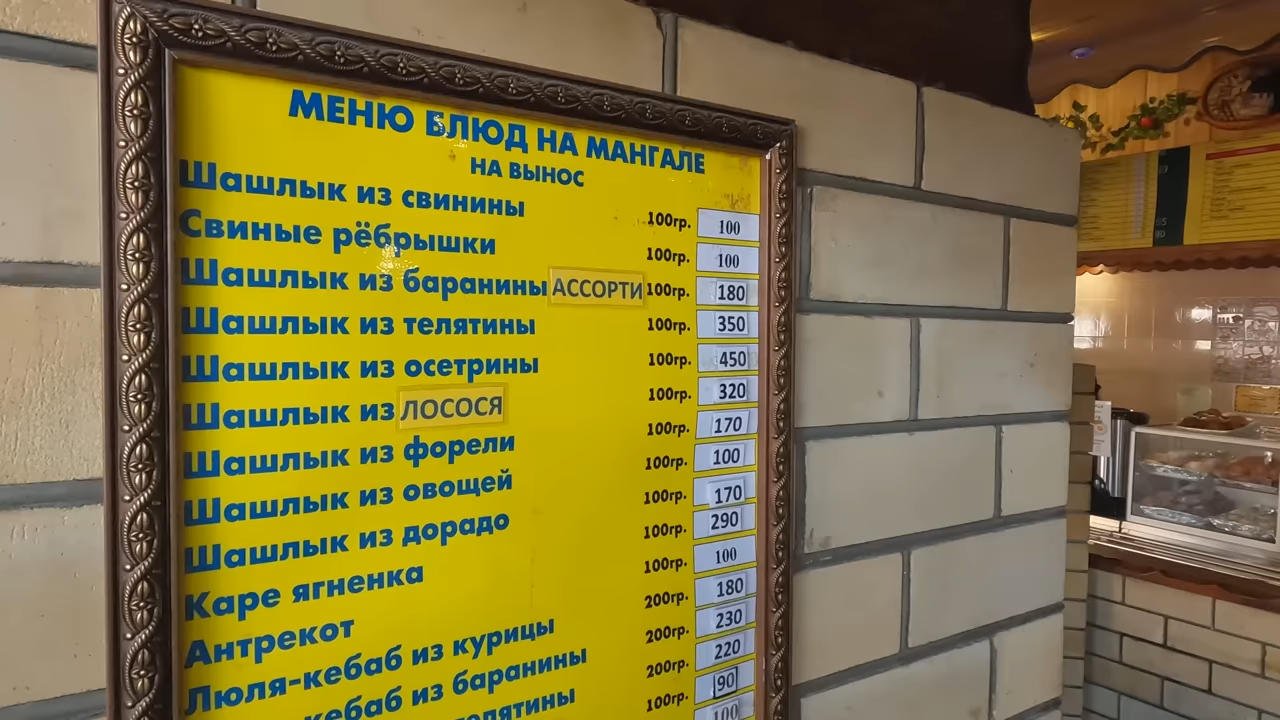 МЕНЮ БЛЮД НА МАНГАЛЕ
НА ВЫНОС
Шашлык из свинины 100гр. 100
Свиные рёбрышки 100гр. 100
Шашлык из баранины АССОРТИ 100гр. 180
Шашлык из телятины 100гр. 350
Шашлык из осетрины 100гр. 450
Шашлык из ЛОСОСЯ 100гр. 320
Шашлык из форели 100гр. 170
Шашлык из овощей 100гр. 100
Шашлык из дорадо 100гр. 170
Каре ягненка 100гр. 290
Антрекот 100гр. 100
Люля-кебаб из курицы 200гр. 180
кебаб из баранины 200гр. 230
200гр. 220
100гр. 90
100